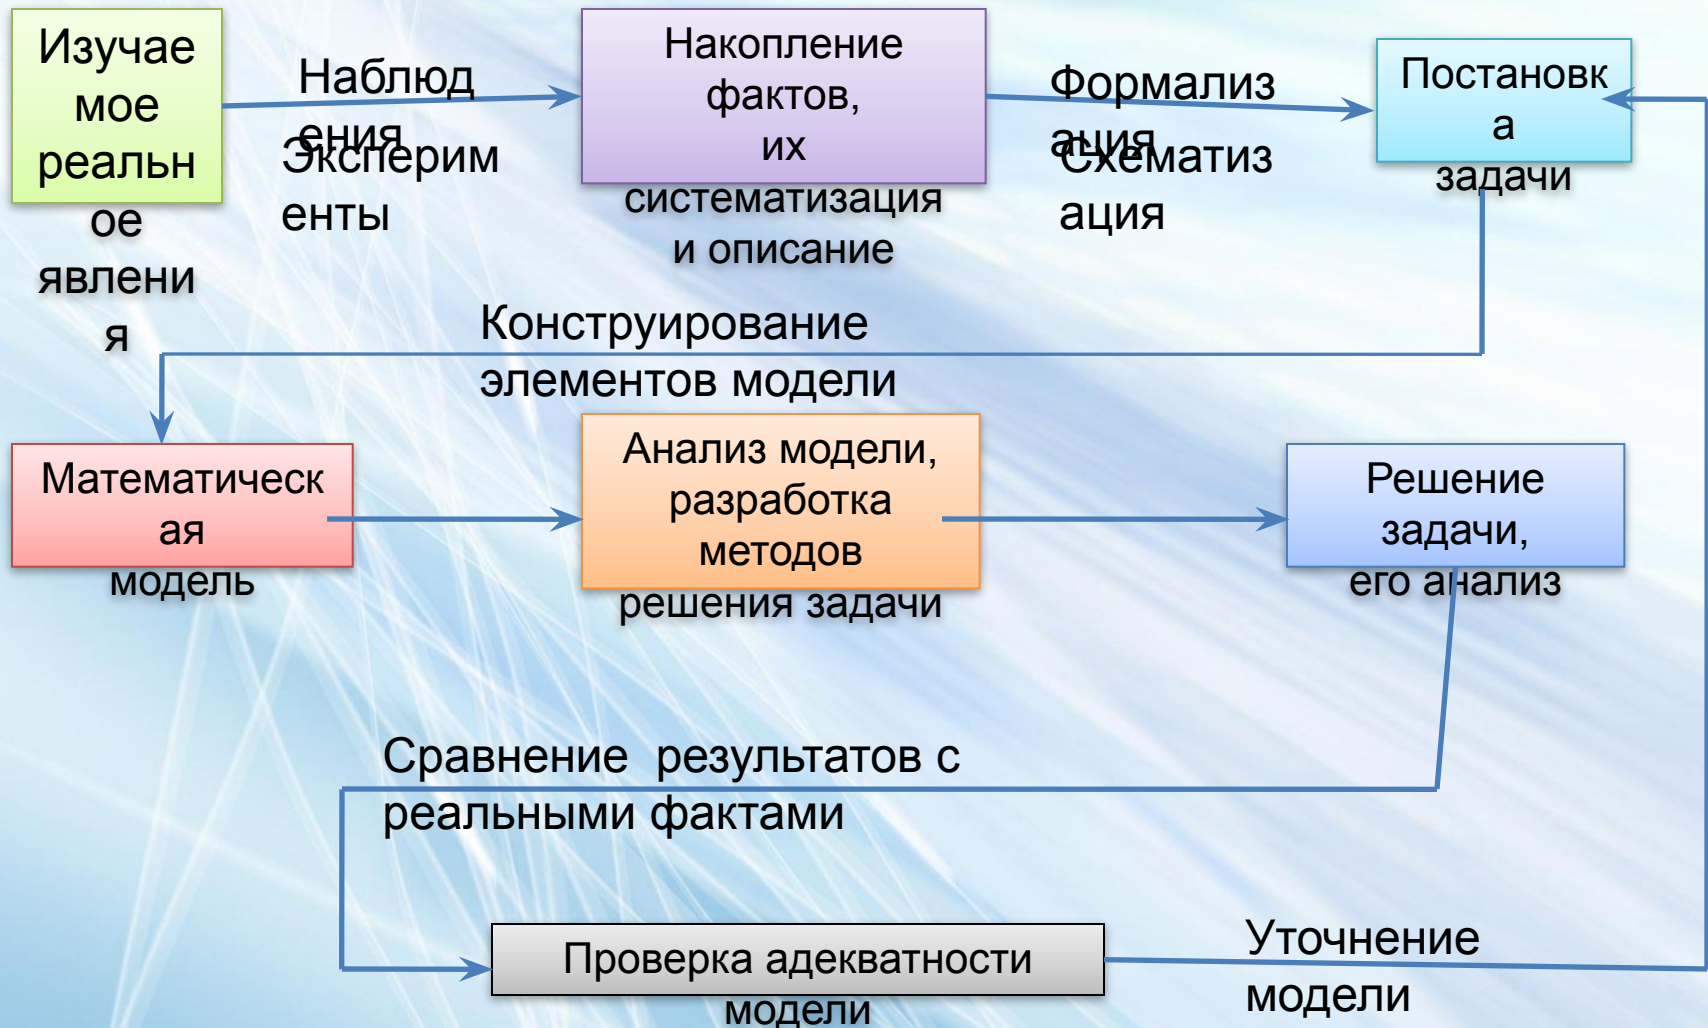 Изучае
мое
реальн
ое
явлени
я
Наблюд
ения
Эксперим
енты
Накопление
фактов,
их
систематизация
и описание
Формализ
ация
Схематиз
ация
Постановк
а
задачи
Конструирование
элементов модели
Математическ
ая
модель
Анализ модели,
разработка
методов
решения задачи
Решение
задачи,
его анализ
Сравнение  результатов с
реальными фактами
Проверка адекватности
модели
Уточнение
модели